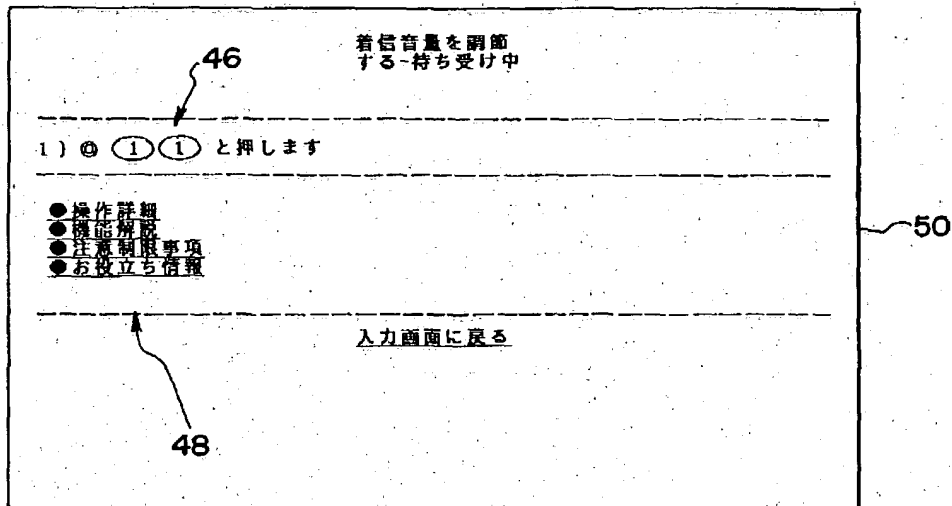 46
着信音量を調節
する~待ち受け中
1) ◎ ① ① と押します
●操作詳細
●機能解説
●注意制限事項
●お役立ち情報
50
入力画面に戻る
48